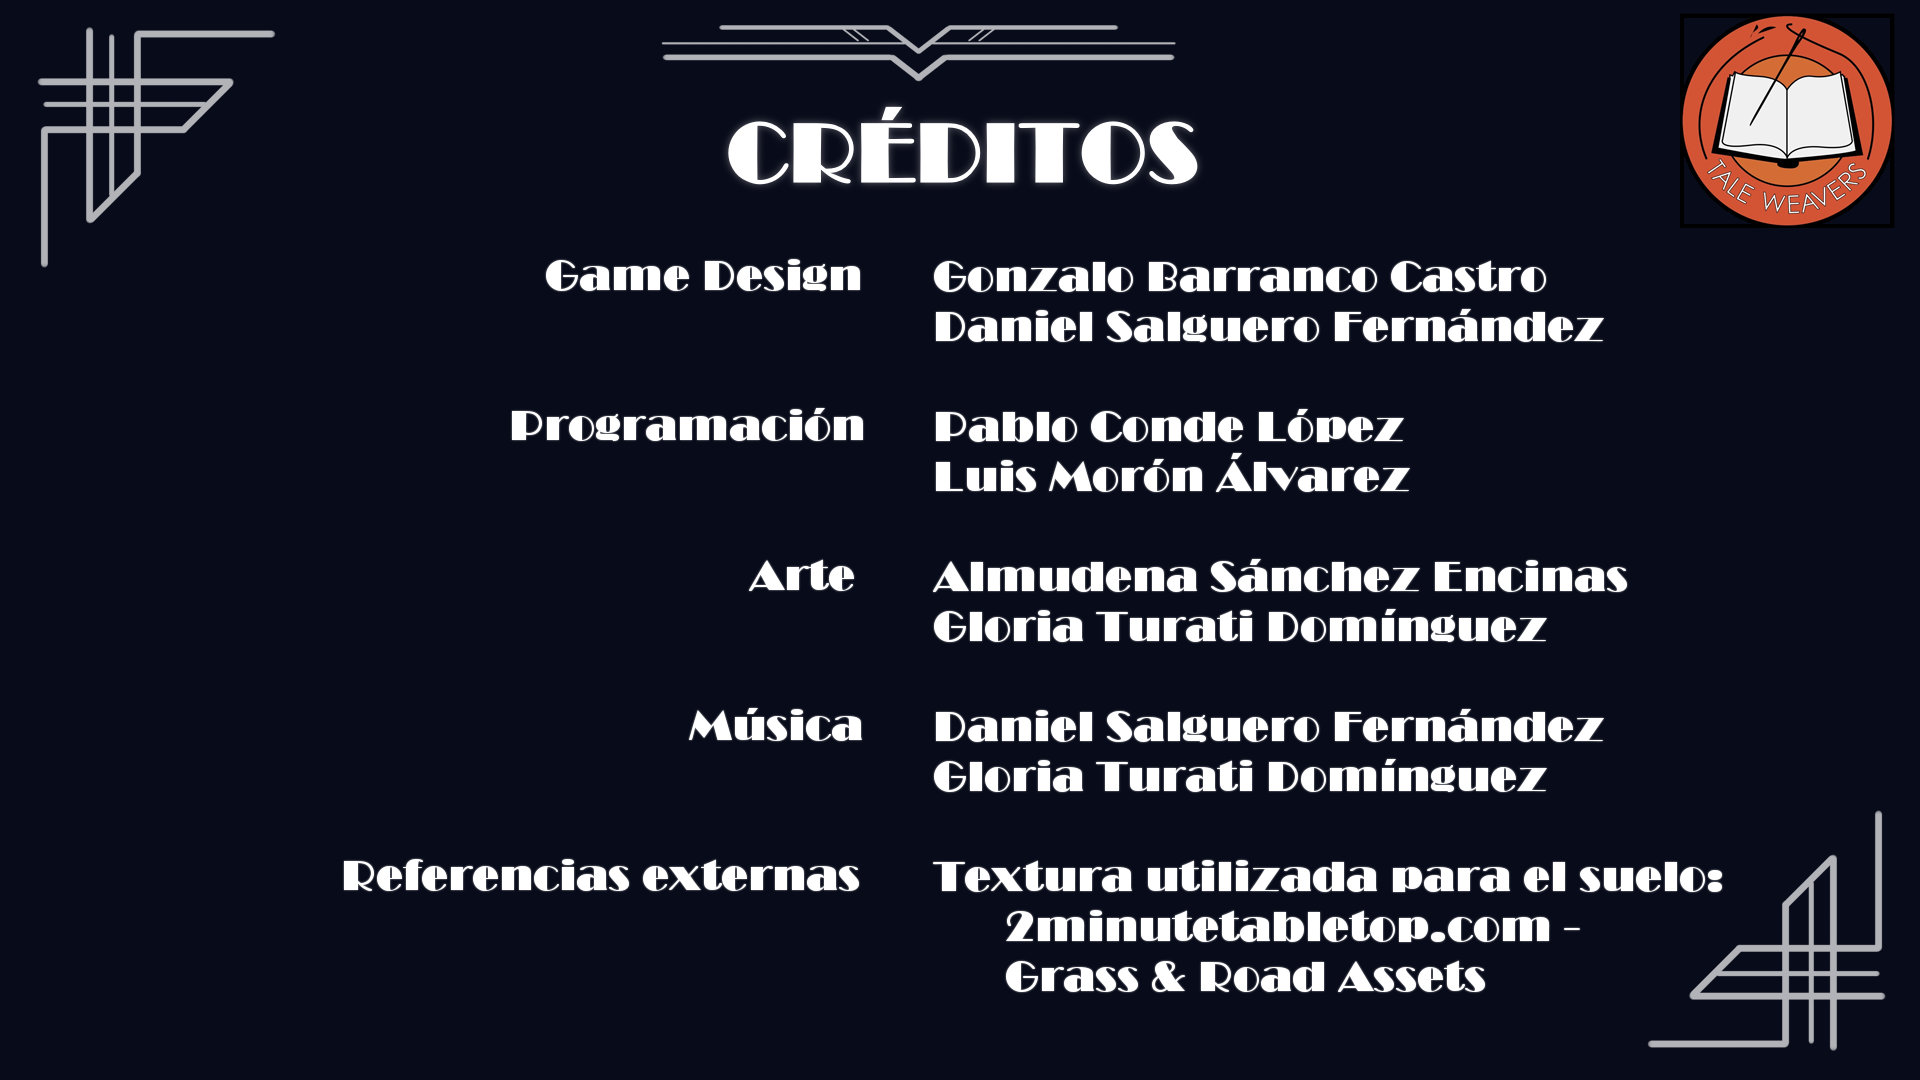 TALE WEAVERS
CRÉDITOS
Game Design
Gonzalo Barranco Castro
Daniel Salguero Fernández
Programación
Pablo Conde López
Luis Morón Álvarez
Arte
Almudena Sánchez Encinas
Gloria Turati Domínguez
Música
Daniel Salguero Fernández
Gloria Turati Domínguez
Referencias externas
Textura utilizada para el suelo:
2minutetabletop.com -
Grass & Road Assets